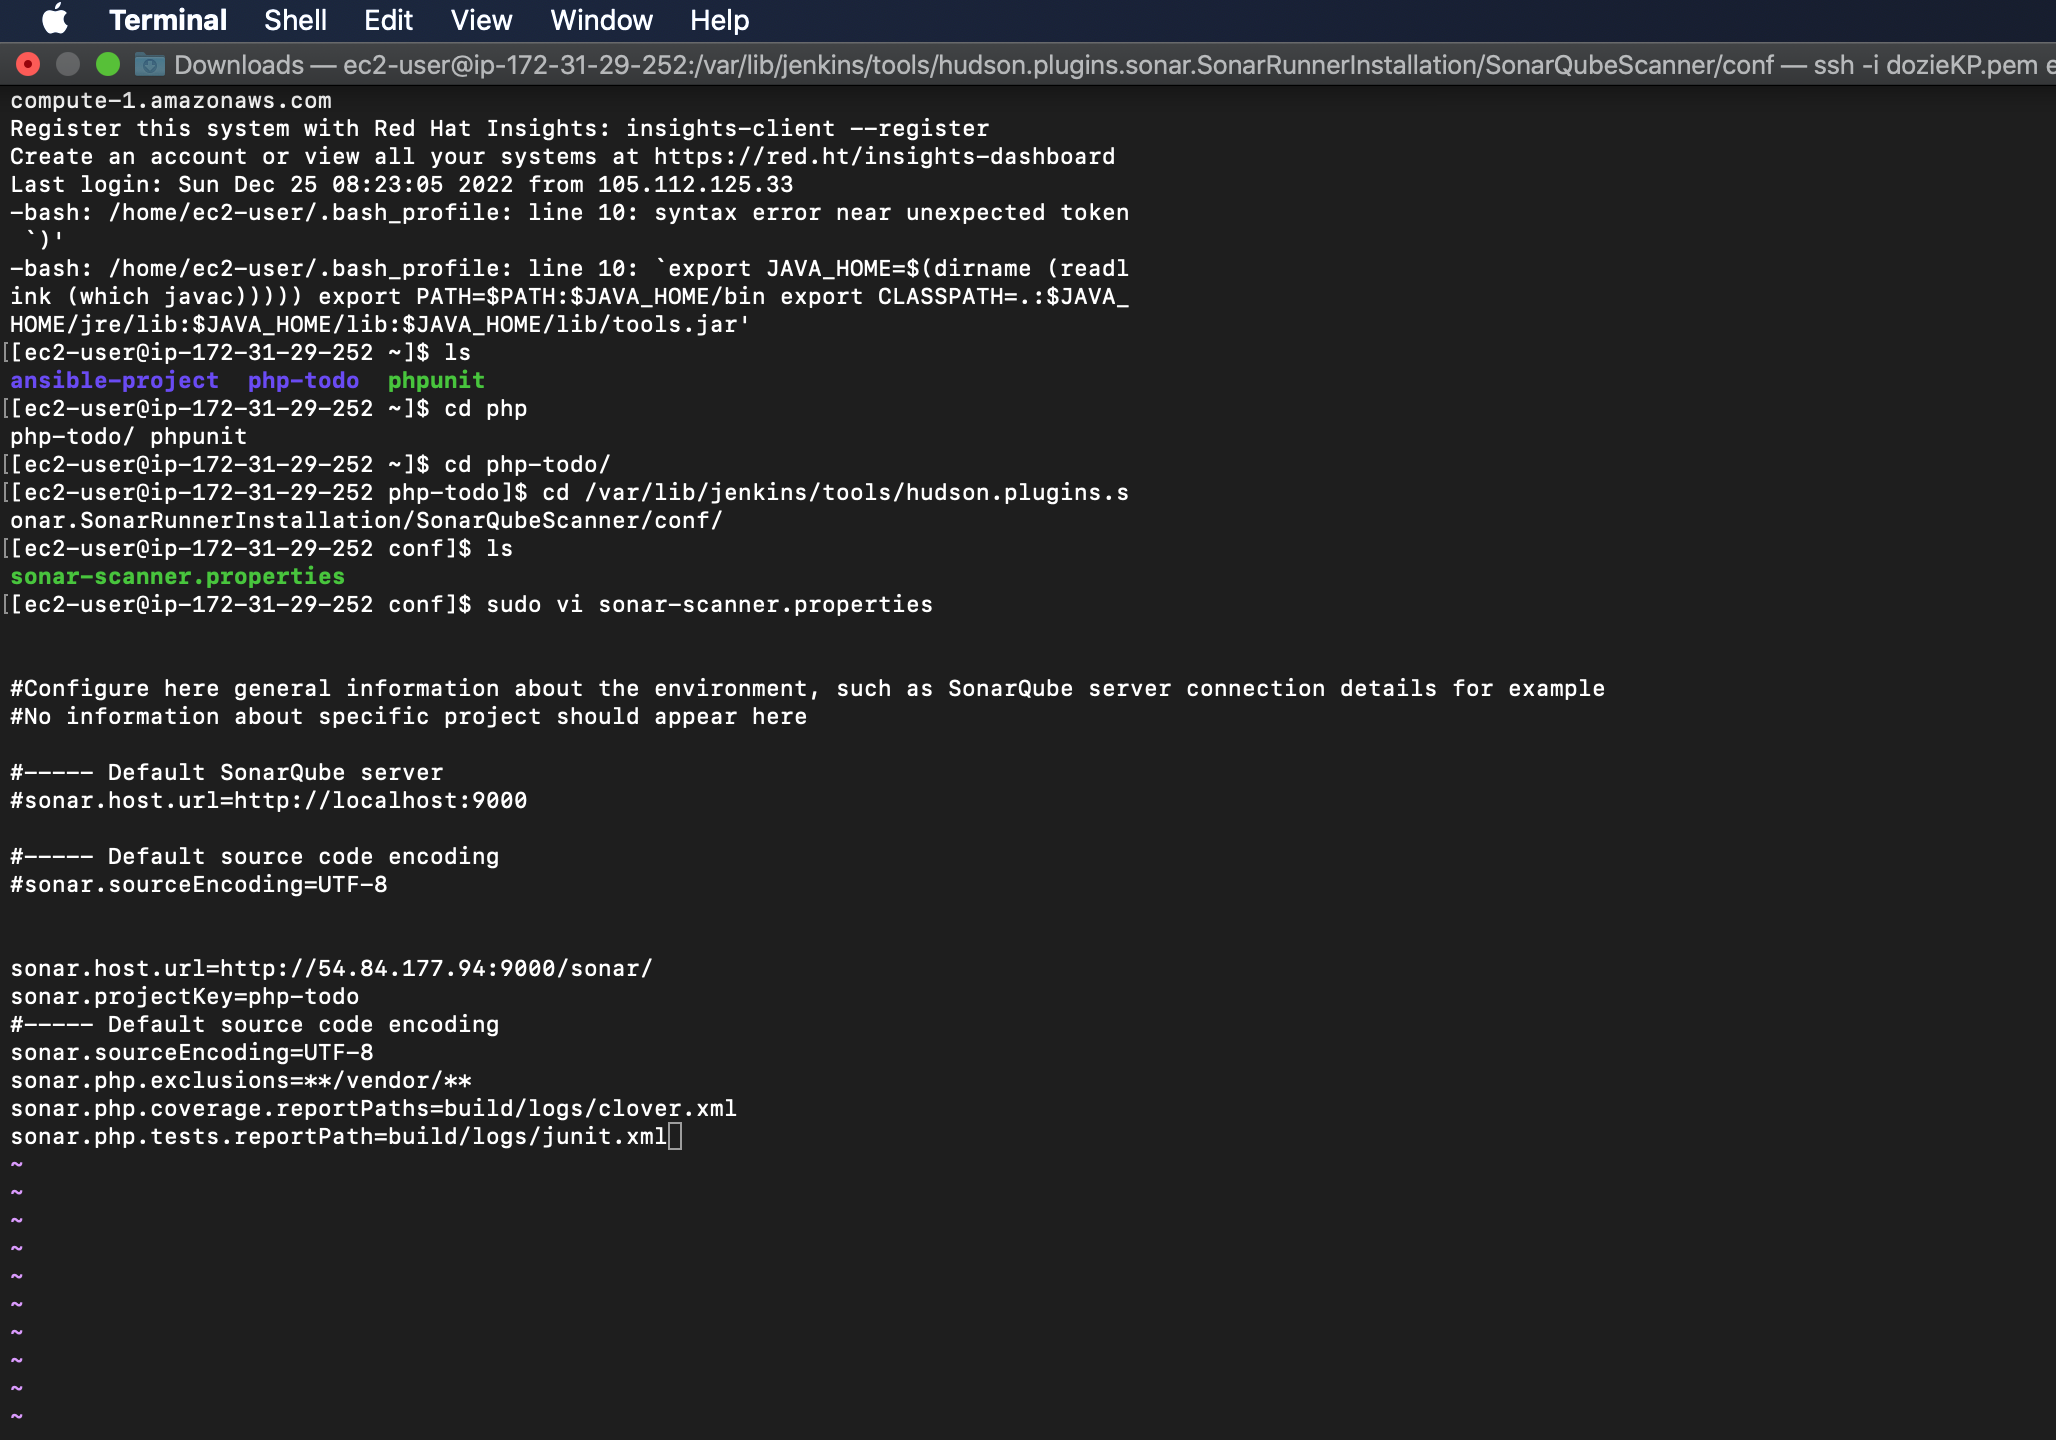 Terminal Shell Edit View Window Help
Downloads — ec2-user@ip-172-31-29-252:/var/lib/jenkins/tools/hudson.plugins.sonar.SonarRunnerInstallation/SonarQubeScanner/conf — ssh -i dozieKP.pem e
compute-1.amazonaws.com
Register this system with Red Hat Insights: insights-client --register
Create an account or view all your systems at https://red.ht/insights-dashboard
Last login: Sun Dec 25 08:23:05 2022 from 105.112.125.33
-bash: /home/ec2-user/.bash_profile: line 10: syntax error near unexpected token
 `)'
-bash: /home/ec2-user/.bash_profile: line 10: `export JAVA_HOME=$(dirname (readl
ink (which javac))))) export PATH=$PATH:$JAVA_HOME/bin export CLASSPATH=.:$JAVA_
HOME/jre/lib:$JAVA_HOME/lib:$JAVA_HOME/lib/tools.jar'
[[ec2-user@ip-172-31-29-252 ~]$ ls
ansible-project  php-todo  phpunit
[[ec2-user@ip-172-31-29-252 ~]$ cd php
php-todo/ phpunit
[[ec2-user@ip-172-31-29-252 ~]$ cd php-todo/
[[ec2-user@ip-172-31-29-252 php-todo]$ cd /var/lib/jenkins/tools/hudson.plugins.s
onar.SonarRunnerInstallation/SonarQubeScanner/conf/
[[ec2-user@ip-172-31-29-252 conf]$ ls
sonar-scanner.properties
[[ec2-user@ip-172-31-29-252 conf]$ sudo vi sonar-scanner.properties
#Configure here general information about the environment, such as SonarQube server connection details for example
#No information about specific project should appear here
#----- Default SonarQube server
#sonar.host.url=http://localhost:9000
#----- Default source code encoding
#sonar.sourceEncoding=UTF-8
sonar.host.url=http://54.84.177.94:9000/sonar/
sonar.projectKey=php-todo
#----- Default source code encoding
sonar.sourceEncoding=UTF-8
sonar.php.exclusions=**/vendor/**
sonar.php.coverage.reportPaths=build/logs/clover.xml
sonar.php.tests.reportPath=build/logs/junit.xml
~
~
~
~
~
~
~
~
~
~